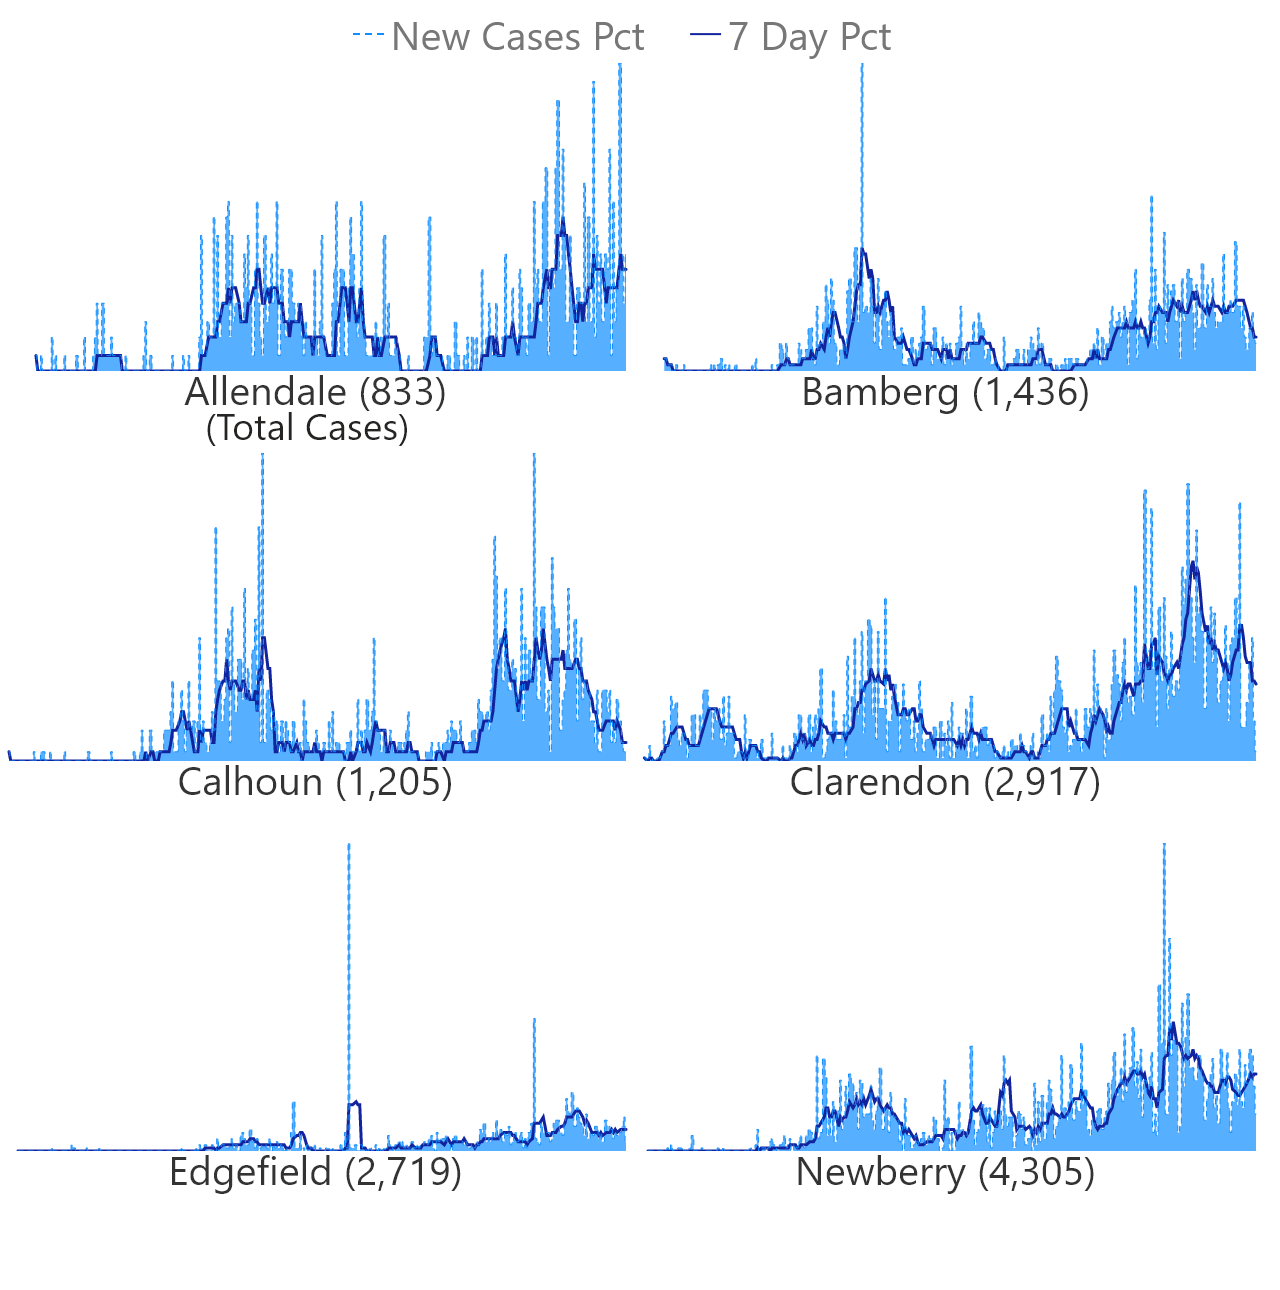 New Cases Pct 7 Day Pct
Allendale (833) Bamberg (1,436)
(Total Cases)
Calhoun (1,205) Clarendon (2,917)
Edgefield (2,719) Newberry (4,305)